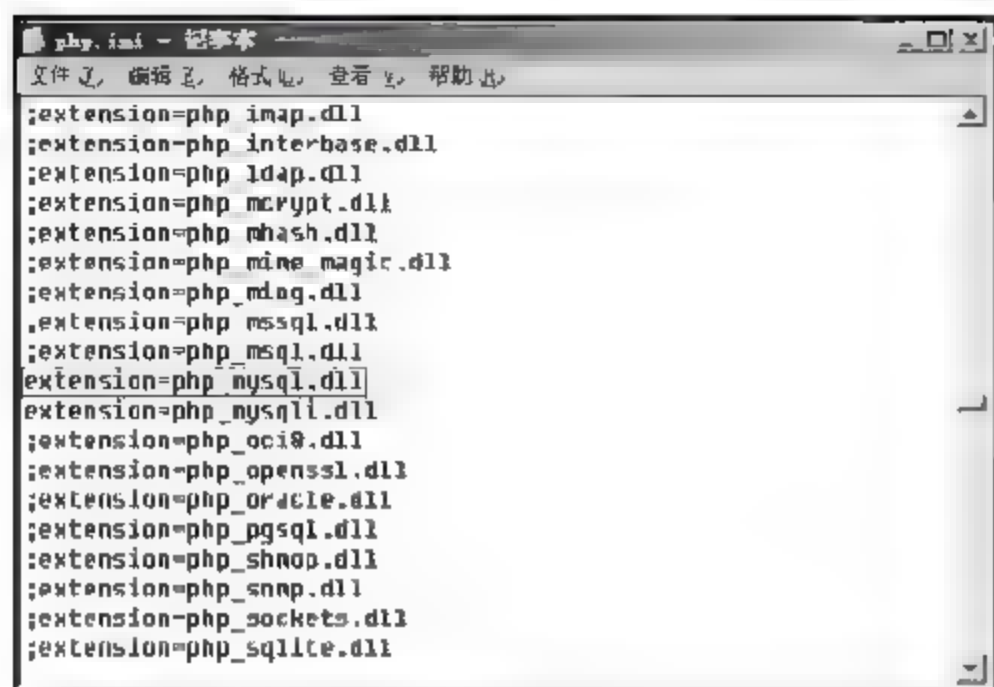 php.ini - 记事本
文件 编辑 格式 查看 帮助
;extension=php_imap.dll
;extension=php_interbase.dll
;extension=php_ldap.dll
;extension=php_mcrypt.dll
;extension=php_mhash.dll
;extension=php_mime_magic.dll
;extension=php_ming.dll
;extension=php_mssql.dll
;extension=php_msql.dll
extension=php_mysql.dll
extension=php_mysqli.dll
;extension=php_oci8.dll
;extension=php_openssl.dll
;extension=php_oracle.dll
;extension=php_pgsql.dll
;extension=php_shmop.dll
;extension=php_snmp.dll
;extension=php_sockets.dll
;extension=php_sqlite.dll